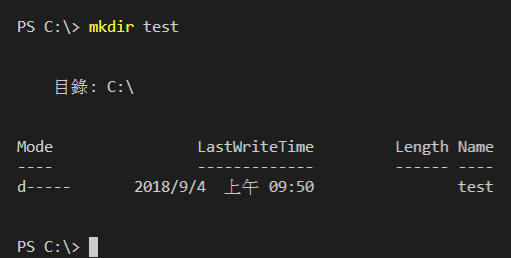 PS C:\> mkdir test
目錄: C:\
Mode LastWriteTime Length Name
---- ------------- ------ ----
d----- 2018/9/4 上午 09:50 test
PS C:\>